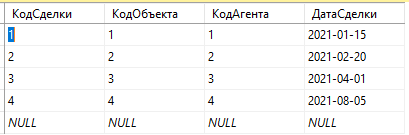 КодСделки КодОбъекта КодАгента ДатаСделки
1 1 1 2021-01-15
2 2 2 2021-02-20
3 3 3 2021-04-01
4 4 4 2021-08-05
NULL NULL NULL NULL